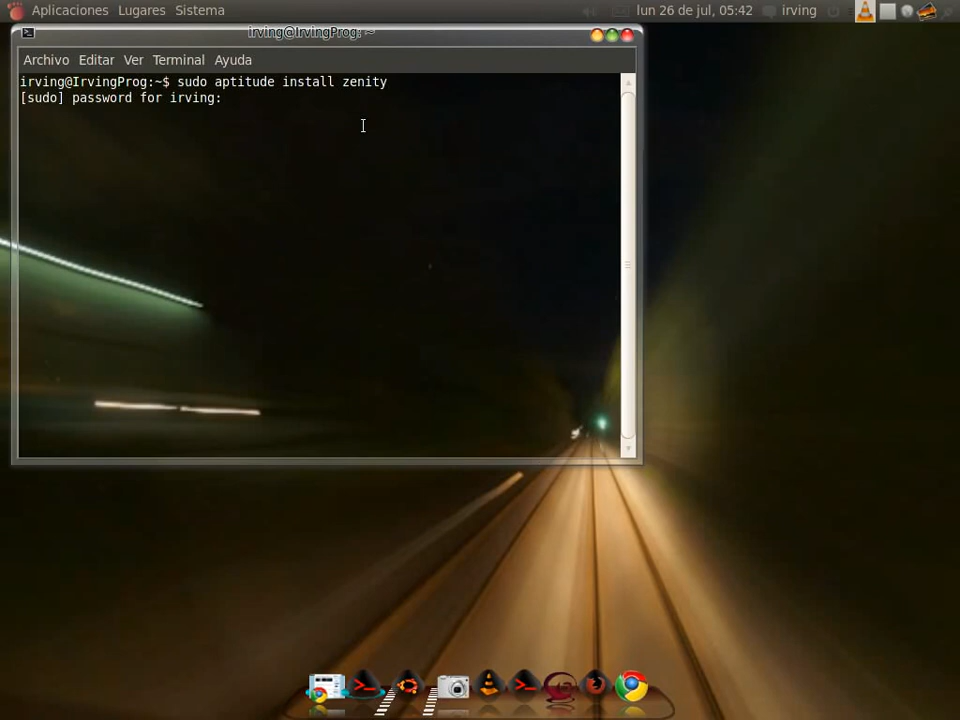 Aplicaciones Lugares Sistema
lun 26 de jul, 05:42 irving
irving@IrvingProg: ~
Archivo Editar Ver Terminal Ayuda
irving@IrvingProg:~$ sudo aptitude install zenity
[sudo] password for irving: